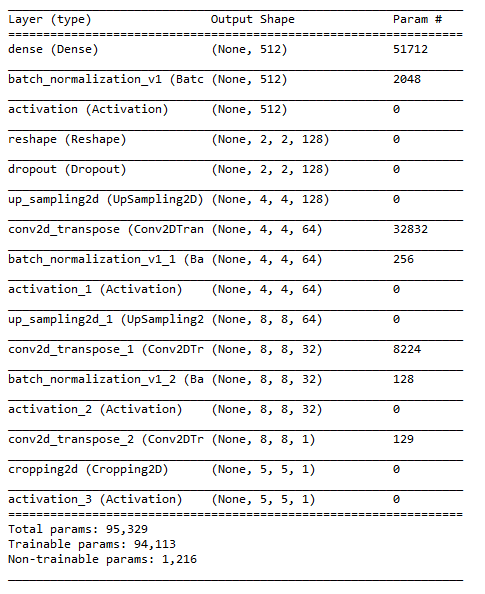 Layer (type) Output Shape Param #
dense (Dense) (None, 512) 51712
batch_normalization_v1 (Batc (None, 512) 2048
activation (Activation) (None, 512) 0
reshape (Reshape) (None, 2, 2, 128) 0
dropout (Dropout) (None, 2, 2, 128) 0
up_sampling2d (UpSampling2D) (None, 4, 4, 128) 0
conv2d_transpose (Conv2DTran (None, 4, 4, 64) 32832
batch_normalization_v1_1 (Ba (None, 4, 4, 64) 256
activation_1 (Activation) (None, 4, 4, 64) 0
up_sampling2d_1 (UpSampling2 (None, 8, 8, 64) 0
conv2d_transpose_1 (Conv2DTr (None, 8, 8, 32) 8224
batch_normalization_v1_2 (Ba (None, 8, 8, 32) 128
activation_2 (Activation) (None, 8, 8, 32) 0
conv2d_transpose_2 (Conv2DTr (None, 8, 8, 1) 129
cropping2d (Cropping2D) (None, 5, 5, 1) 0
activation_3 (Activation) (None, 5, 5, 1) 0
Total params: 95,329
Trainable params: 94,113
Non-trainable params: 1,216